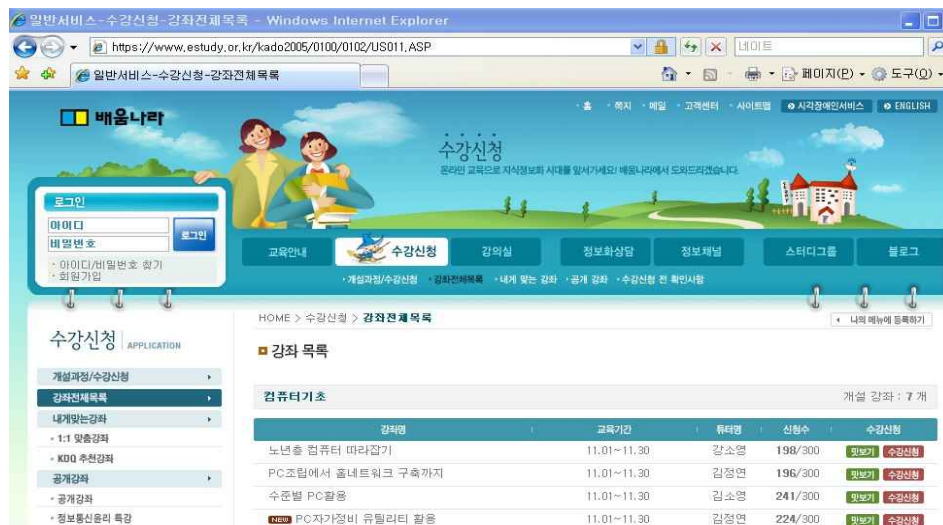 일반서비스-수강신청-강좌전체목록 - Windows Internet Explorer
https://www.estudy.or.kr/kado2005/0100/0102/US011.ASP
네이트
일반서비스-수강신청-강좌전체목록
페이지(P)
도구(O)
배움나라
· 홈 · 쪽지 · 메일 · 고객센터 · 사이트맵 시각장애인서비스 ENGLISH
수강신청
온라인 교육으로 지식정보화 시대를 앞서가세요! 배움나라에서 도와드리겠습니다.
로그인
아이디
비밀번호
로그인
· 아이디/비밀번호 찾기
· 회원가입
교육안내 수강신청 강의실 정보화상담 정보채널 스터디그룹 블로그
· 개설과정/수강신청 · 강좌전체목록 · 내게 맞는 강좌 · 공개 강좌 · 수강신청 전 확인사항
HOME > 수강신청 > 강좌전체목록
나의 메뉴에 등록하기
수강신청 APPLICATION
개설과정/수강신청
강좌전체목록
내게맞는강좌
· 1:1 맞춤강좌
· KDQ 추천강좌
공개강좌
· 공개강좌
· 정보통신윤리 특강
강좌 목록
컴퓨터기초 개설 강좌 : 7 개
강좌명 교육기간 튜터명 신청수 수강신청
노년층 컴퓨터 따라잡기 11.01~11.30 강소영 198/300 맛보기 수강신청
PC조립에서 홈네트워크 구축까지 11.01~11.30 김정연 196/300 맛보기 수강신청
수준별 PC활용 11.01~11.30 김소영 241/300 맛보기 수강신청
NEW PC자가정비 유틸리티 활용 11.01~11.30 김정연 224/300 맛보기 수강신청